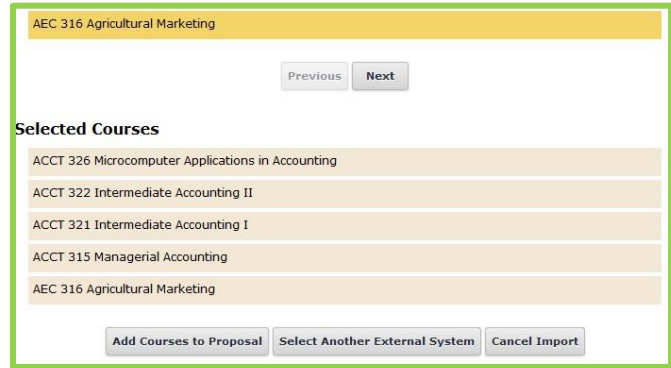 AEC 316 Agricultural Marketing
Previous Next
Selected Courses
ACCT 326 Microcomputer Applications in Accounting
ACCT 322 Intermediate Accounting II
ACCT 321 Intermediate Accounting I
ACCT 315 Managerial Accounting
AEC 316 Agricultural Marketing
Add Courses to Proposal Select Another External System Cancel Import